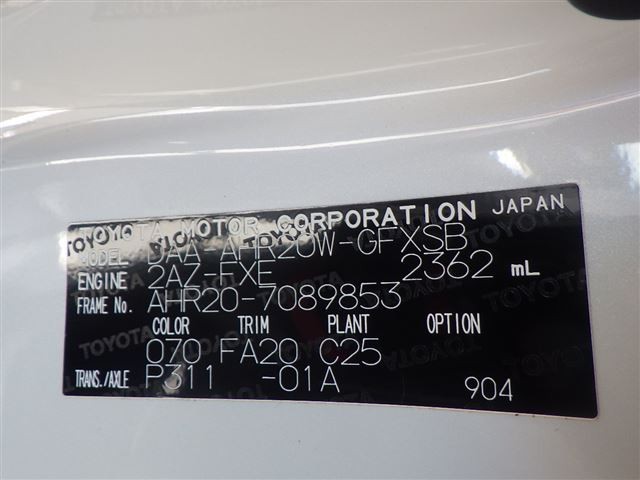 TOYOTA MOTOR CORPORATION JAPAN
MODEL DAA-AHR20W-GFXSB
ENGINE 2AZ-FXE 2362 mL
FRAME No. AHR20-7089853
COLOR TRIM PLANT OPTION
070 FA20 C25
TRANS./AXLE P311 -01A 904